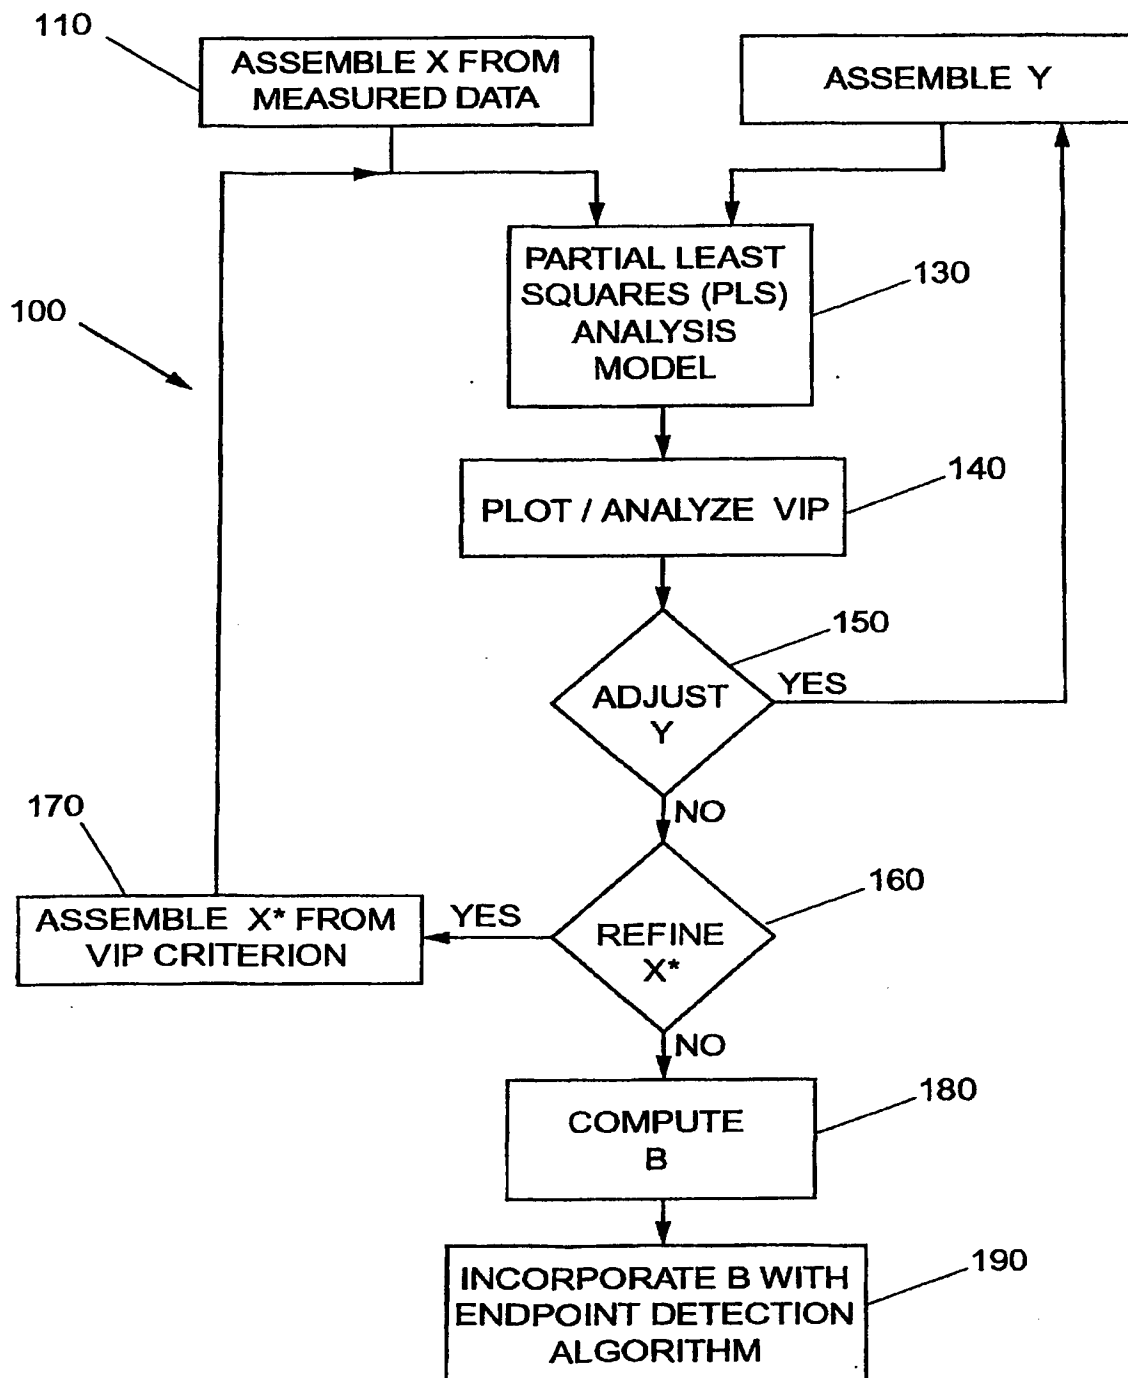 110
ASSEMBLE X FROM
MEASURED DATA
ASSEMBLE Y
PARTIAL LEAST
SQUARES (PLS)
ANALYSIS
MODEL
130
100
PLOT / ANALYZE VIP
140
150
ADJUST
Y
YES
NO
170
ASSEMBLE X* FROM
VIP CRITERION
YES
REFINE
X*
160
NO
COMPUTE
B
180
INCORPORATE B WITH
ENDPOINT DETECTION
ALGORITHM
190